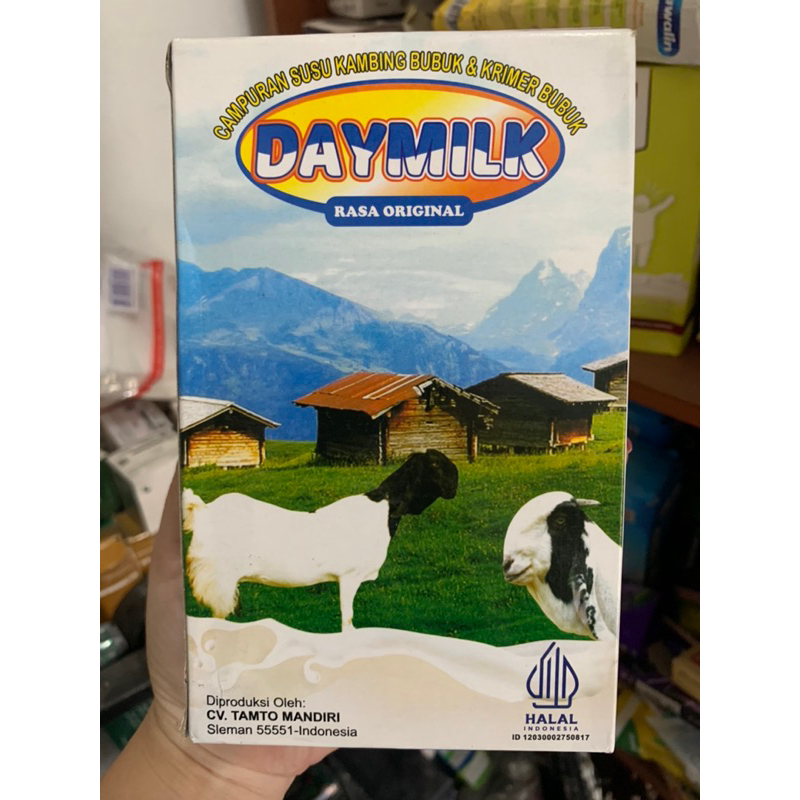 CAMPURAN SUSU KAMBING BUBUK & KRIMER BUBUK
DAYMILK
RASA ORIGINAL
Diproduksi Oleh:
CV. TAMTO MANDIRI
Sleman 55551-Indonesia
HALAL
INDONESIA
ID 12030002750817